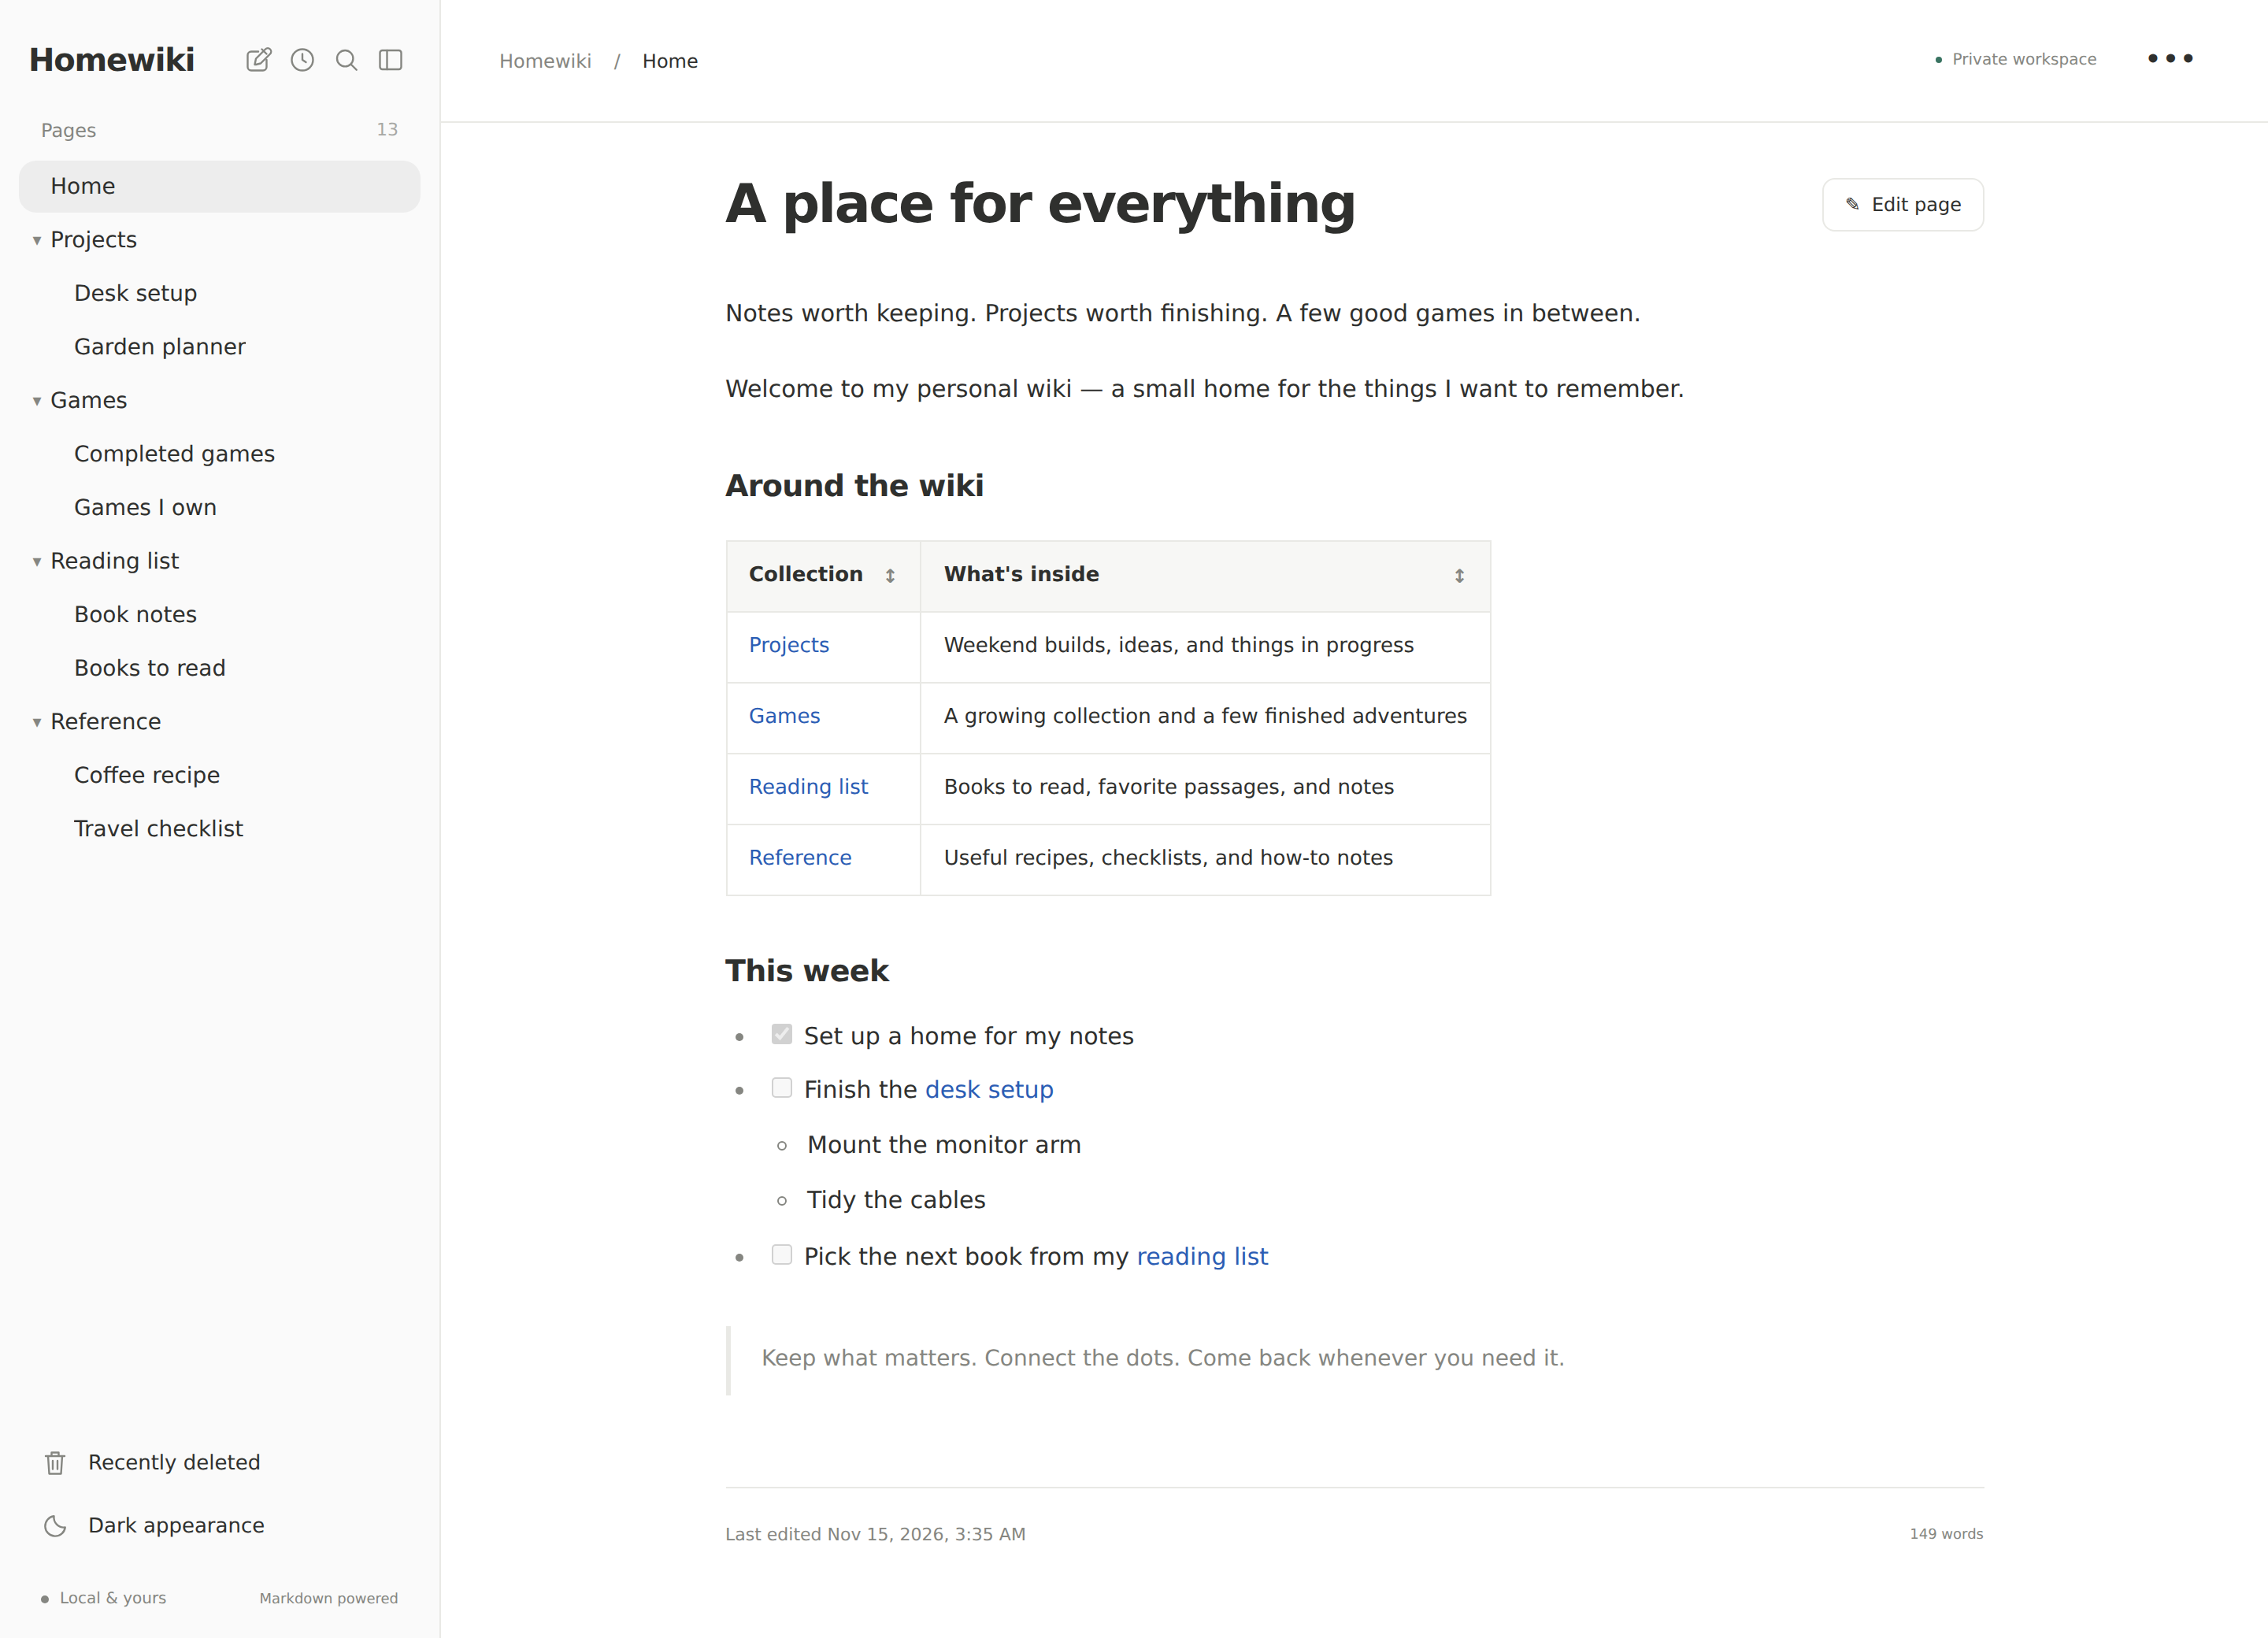 Homewiki
Pages 13
Home
Projects
Desk setup
Garden planner
Games
Completed games
Games I own
Reading list
Book notes
Books to read
Reference
Coffee recipe
Travel checklist
Recently deleted
Dark appearance
Local & yours Markdown powered
Homewiki / Home
Private workspace
A place for everything
Edit page
Notes worth keeping. Projects worth finishing. A few good games in between.
Welcome to my personal wiki — a small home for the things I want to remember.
Around the wiki
Collection What's inside
Projects Weekend builds, ideas, and things in progress
Games A growing collection and a few finished adventures
Reading list Books to read, favorite passages, and notes
Reference Useful recipes, checklists, and how-to notes
This week
Set up a home for my notes
Finish the desk setup
Mount the monitor arm
Tidy the cables
Pick the next book from my reading list
Keep what matters. Connect the dots. Come back whenever you need it.
Last edited Nov 15, 2026, 3:35 AM
149 words